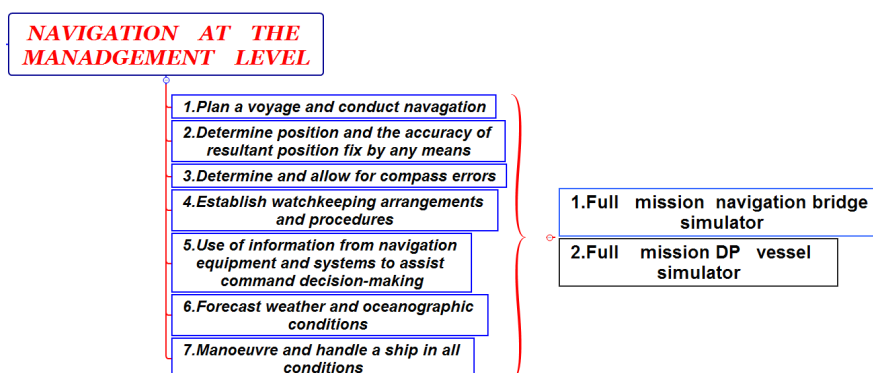 NAVIGATION AT THE
MANADGEMENT LEVEL
1.Plan a voyage and conduct navagation
2.Determine position and the accuracy of
resultant position fix by any means
3.Determine and allow for compass errors
4.Establish watchkeeping arrangements
and procedures
5.Use of information from navigation
equipment and systems to assist
command decision-making
6.Forecast weather and oceanographic
conditions
7.Manoeuvre and handle a ship in all
conditions
1.Full mission navigation bridge
simulator
2.Full mission DP vessel
simulator